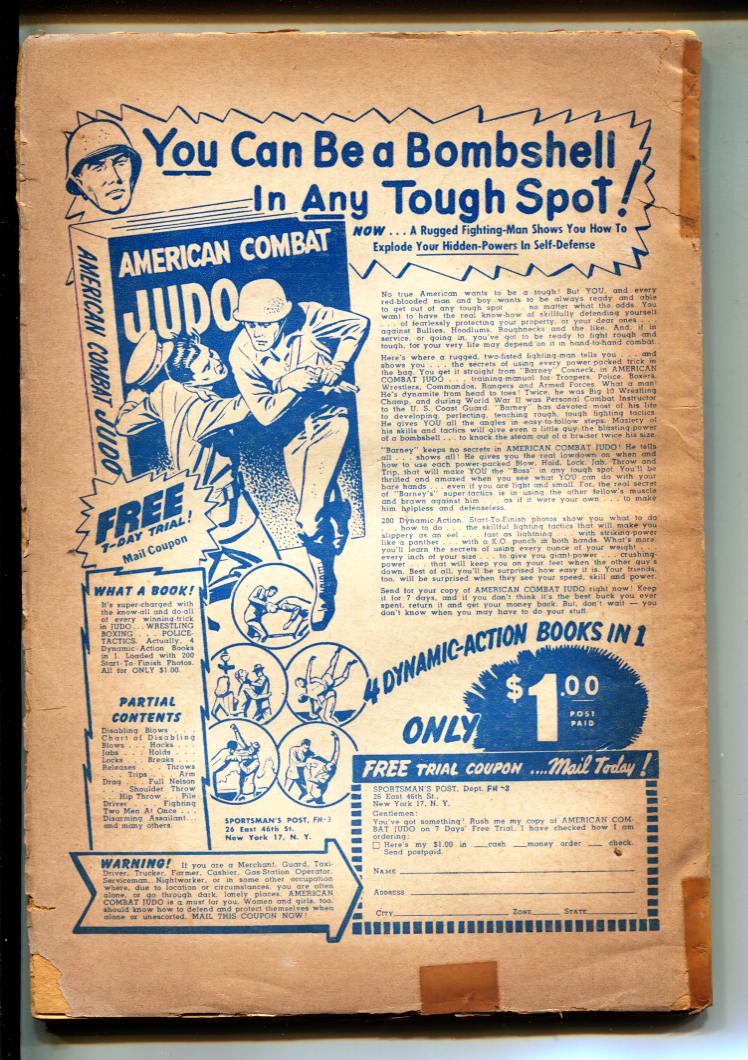 You Can Be a Bombshell
In Any Tough Spot!
NOW ... A Rugged Fighting-Man Shows You How To
Explode Your Hidden-Powers In Self-Defense
AMERICAN COMBAT
JUDO
AMERICAN COMBAT JUDO
FREE
7-DAY TRIAL!
Mail Coupon
No true American wants to be a tough! But YOU, and every
red-blooded man and boy wants to be always ready and able
to get out of any tough spot ... no matter what the odds. You
want to have the real know-how of skillfully defending yourself
... of fearlessly protecting your property, or your dear ones ...
against Bullies, Hoodlums, Roughnecks and the like. And, if in
service, or going in, you've got to be ready to fight rough and
tough, for your very life may depend on it in hand-to-hand combat.
Here's where a rugged, two-fisted fighting-man tells you ... and
shows you ... the secrets of using every power-packed trick in
the bag. You get it straight from "Barney" Cosneck, in AMERICAN
COMBAT JUDO ... training-manual for Troopers, Police, Boxers,
Wrestlers, Commandos, Rangers and Armed Forces. What a man!
He's dynamite from head to toes! Twice, he was Big 10 Wrestling
Champ, and during World War II was Personal Combat Instructor
to the U. S. Coast Guard. "Barney" has devoted most of his life
to developing, perfecting, teaching rough, tough fighting tactics.
He gives YOU all the angles in easy-to-follow steps. Mastery of
his skills and tactics will give even a little guy the blasting-power
of a bombshell ... to knock the steam out of a bruiser twice his size.
"Barney" keeps no secrets in AMERICAN COMBAT JUDO! He tells
all ... shows all! He gives you the real lowdown on when and
how to use each power-packed Blow, Hold, Lock, Jab, Throw and
Trip, that will make YOU the "Boss" in any tough spot. You'll be
thrilled and amazed when you see what YOU can do with your
bare hands ... even if you are light and small. For, the real secret
of "Barney's" super-tactics is in using the other fellow's muscle
and brawn against him ... as if it were your own ... to make
him helpless and defenseless.
200 Dynamic-Action, Start-To-Finish photos show you what to do
... how to do ... the skillful fighting tactics that will make you
slippery as an eel ... fast as lightning ... with striking-power
like a panther ... with a K.O. punch in both hands. What's more,
you'll learn the secrets of using every ounce of your weight ...
every inch of your size ... to give you giant-power ... crushing-
power ... that will keep you on your feet when the other guy's
down. Best of all, you'll be surprised how easy it is. Your friends,
too, will be surprised when they see your speed, skill and power.
Send for your copy of AMERICAN COMBAT JUDO right now! Keep
it for 7 days, and if you don't think it's the best buck you ever
spent, return it and get your money back. But, don't wait — you
don't know when you may have to do your stuff.
WHAT A BOOK!
It's super-charged with
the know-all and do-all
of every winning-trick
in JUDO...WRESTLING
BOXING ... POLICE-
TACTICS. Actually, 4
Dynamic-Action Books
in 1. Loaded with 200
Start-To-Finish Photos.
All for ONLY $1.00.
PARTIAL
CONTENTS
Disabling Blows ...
Chart of Disabling
Blows ... Hacks ...
Jabs ... Holds ...
Locks ... Breaks ...
Releases ... Throws
... Trips ... Arm
Drag ... Full Nelson
... Shoulder Throw
... Hip Throw ... Pile
Driver ... Fighting
Two Men At Once ...
Disarming Assailant...
and many others.
4 DYNAMIC-ACTION BOOKS IN 1
ONLY
$1.00
POST
PAID
SPORTSMAN'S POST, FH-3
26 East 46th St.
New York 17, N. Y.
WARNING! If you are a Merchant, Guard, Taxi-
Driver, Trucker, Farmer, Cashier, Gas-Station Operator,
Serviceman, Nightworker, or in some other occupation
where, due to location or circumstances, you are often
alone, or go through dark, lonely places, AMERICAN
COMBAT JUDO is a must for you. Women and girls, too,
should know how to defend and protect themselves when
alone or unescorted. MAIL THIS COUPON NOW!
FREE TRIAL COUPON ....Mail Today!
SPORTSMAN'S POST, Dept. FH-3
26 East 46th St.,
New York 17, N. Y.
Gentlemen:
You've got something! Rush me my copy of AMERICAN COM-
BAT JUDO on 7 Days' Free Trial. I have checked how I am
ordering:
☐ Here's my $1.00 in __cash __money order __ check.
Send postpaid.
NAME
ADDRESS
CITY ZONE STATE